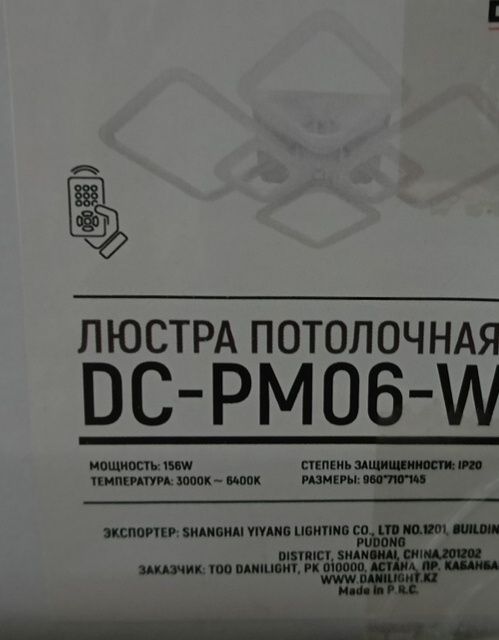 ЛЮСТРА ПОТОЛОЧНАЯ
DC-PM06-W
МОЩНОСТЬ: 156W
ТЕМПЕРАТУРА: 3000K ~ 6400K
СТЕПЕНЬ ЗАЩИЩЕННОСТИ: IP20
РАЗМЕРЫ: 960*710*145
ЭКСПОРТЕР: SHANGHAI YIYANG LIGHTING CO., LTD NO.1201, BUILDIN
PUDONG
DISTRICT, SHANGHAI, CHINA,201202
ЗАКАЗЧИК: ТОО DANILIGHT, РК 010000, АСТАНА, ПР. КАБАНБА
WWW.DANILIGHT.KZ
Made in P.R.C.